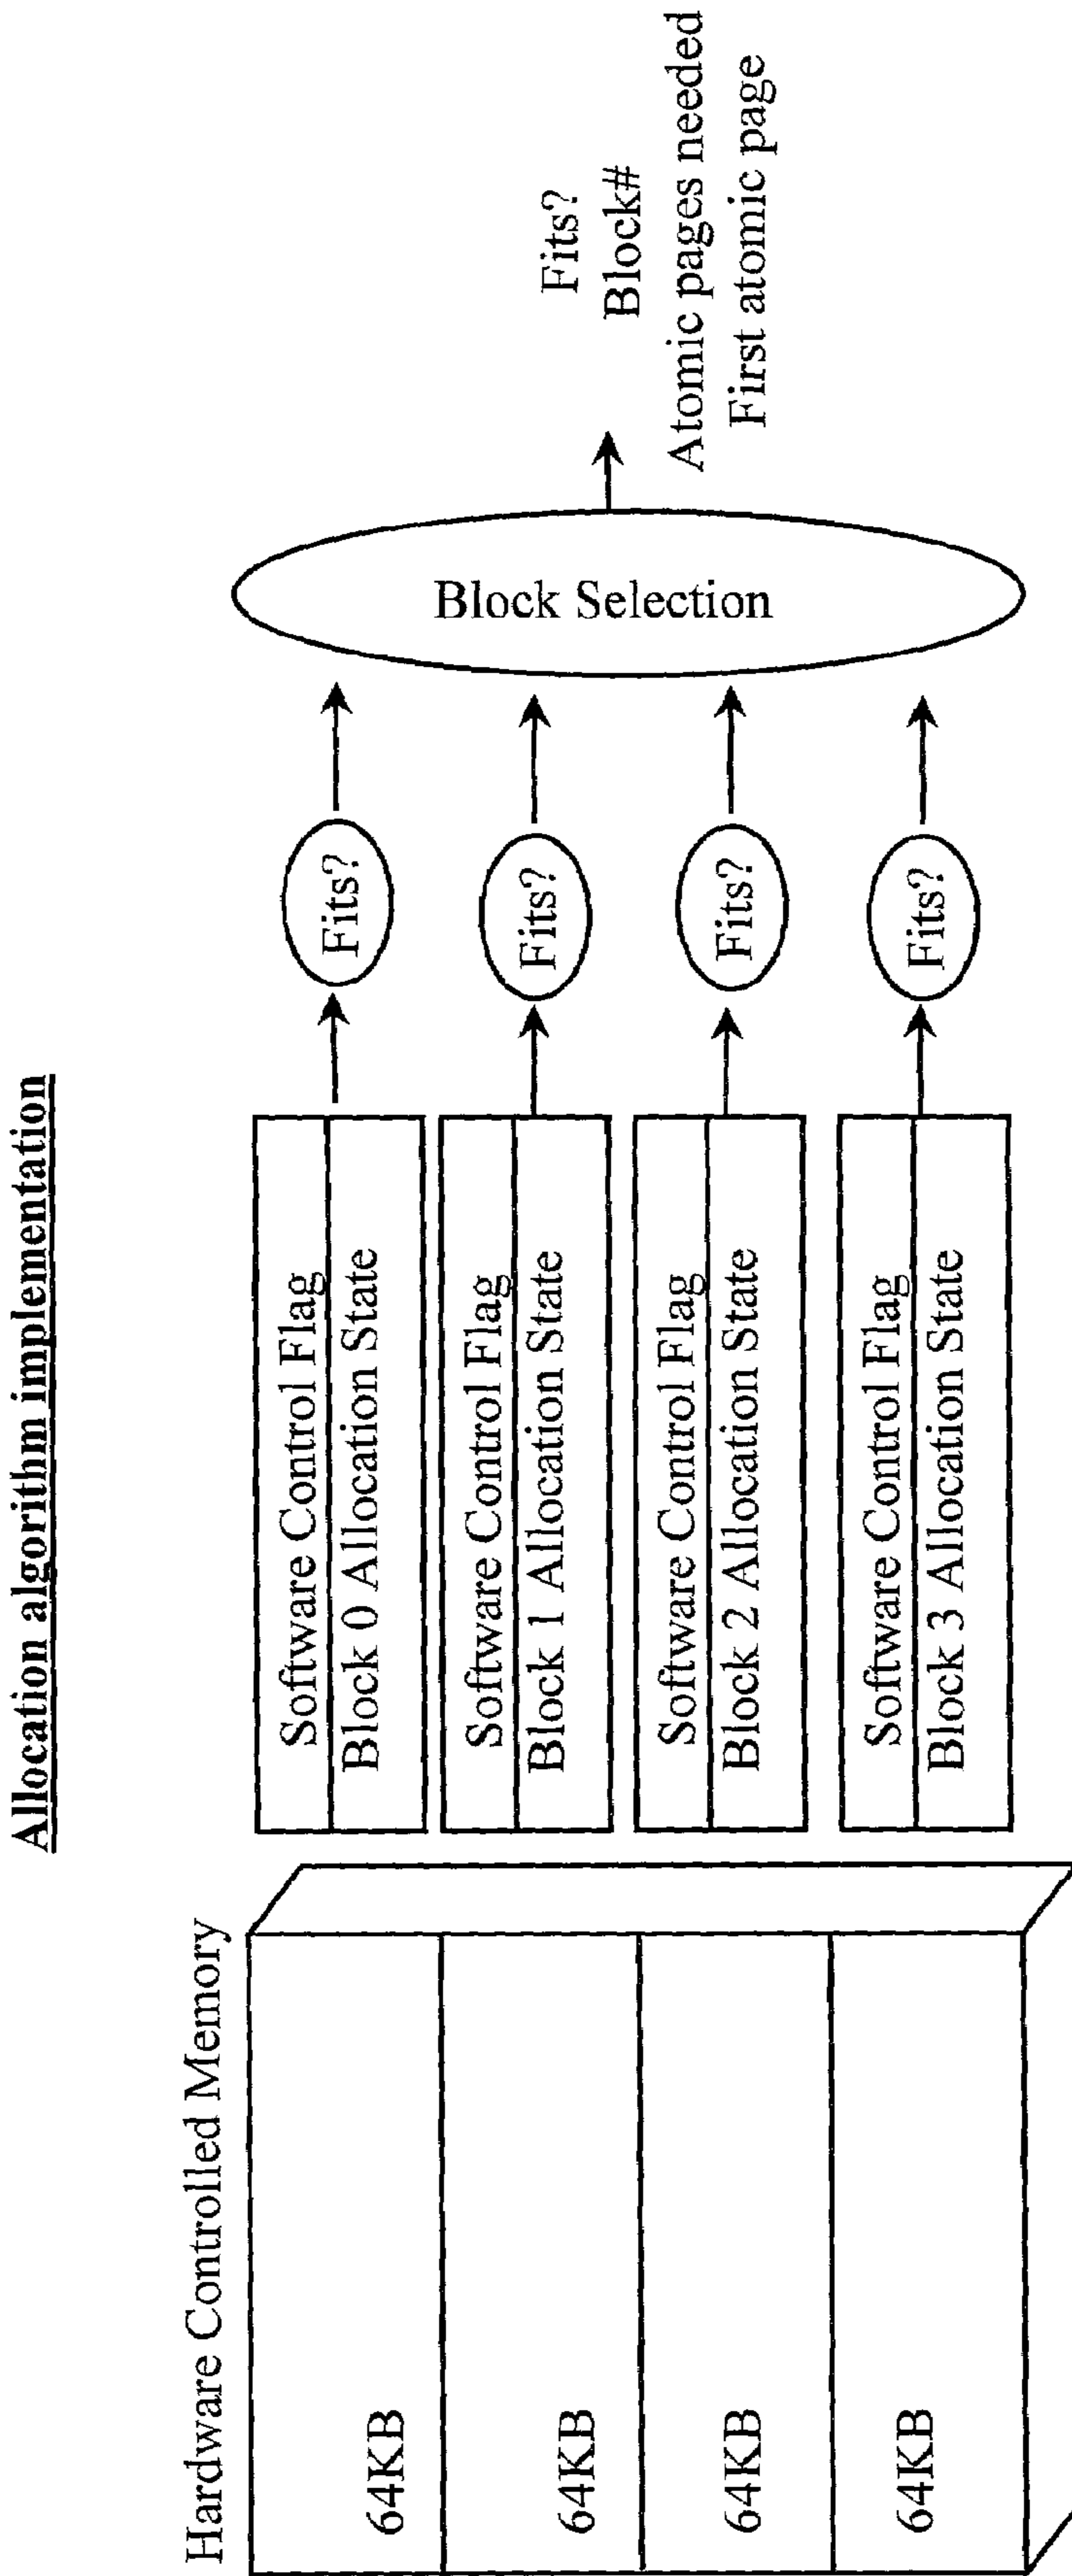 Allocation algorithm implementation
Hardware Controlled Memory
64KB
64KB
64KB
64KB
Software Control Flag
Block 0 Allocation State
Software Control Flag
Block 1 Allocation State
Software Control Flag
Block 2 Allocation State
Software Control Flag
Block 3 Allocation State
Fits?
Fits?
Fits?
Fits?
Block Selection
Fits?
Block#
Atomic pages needed
First atomic page